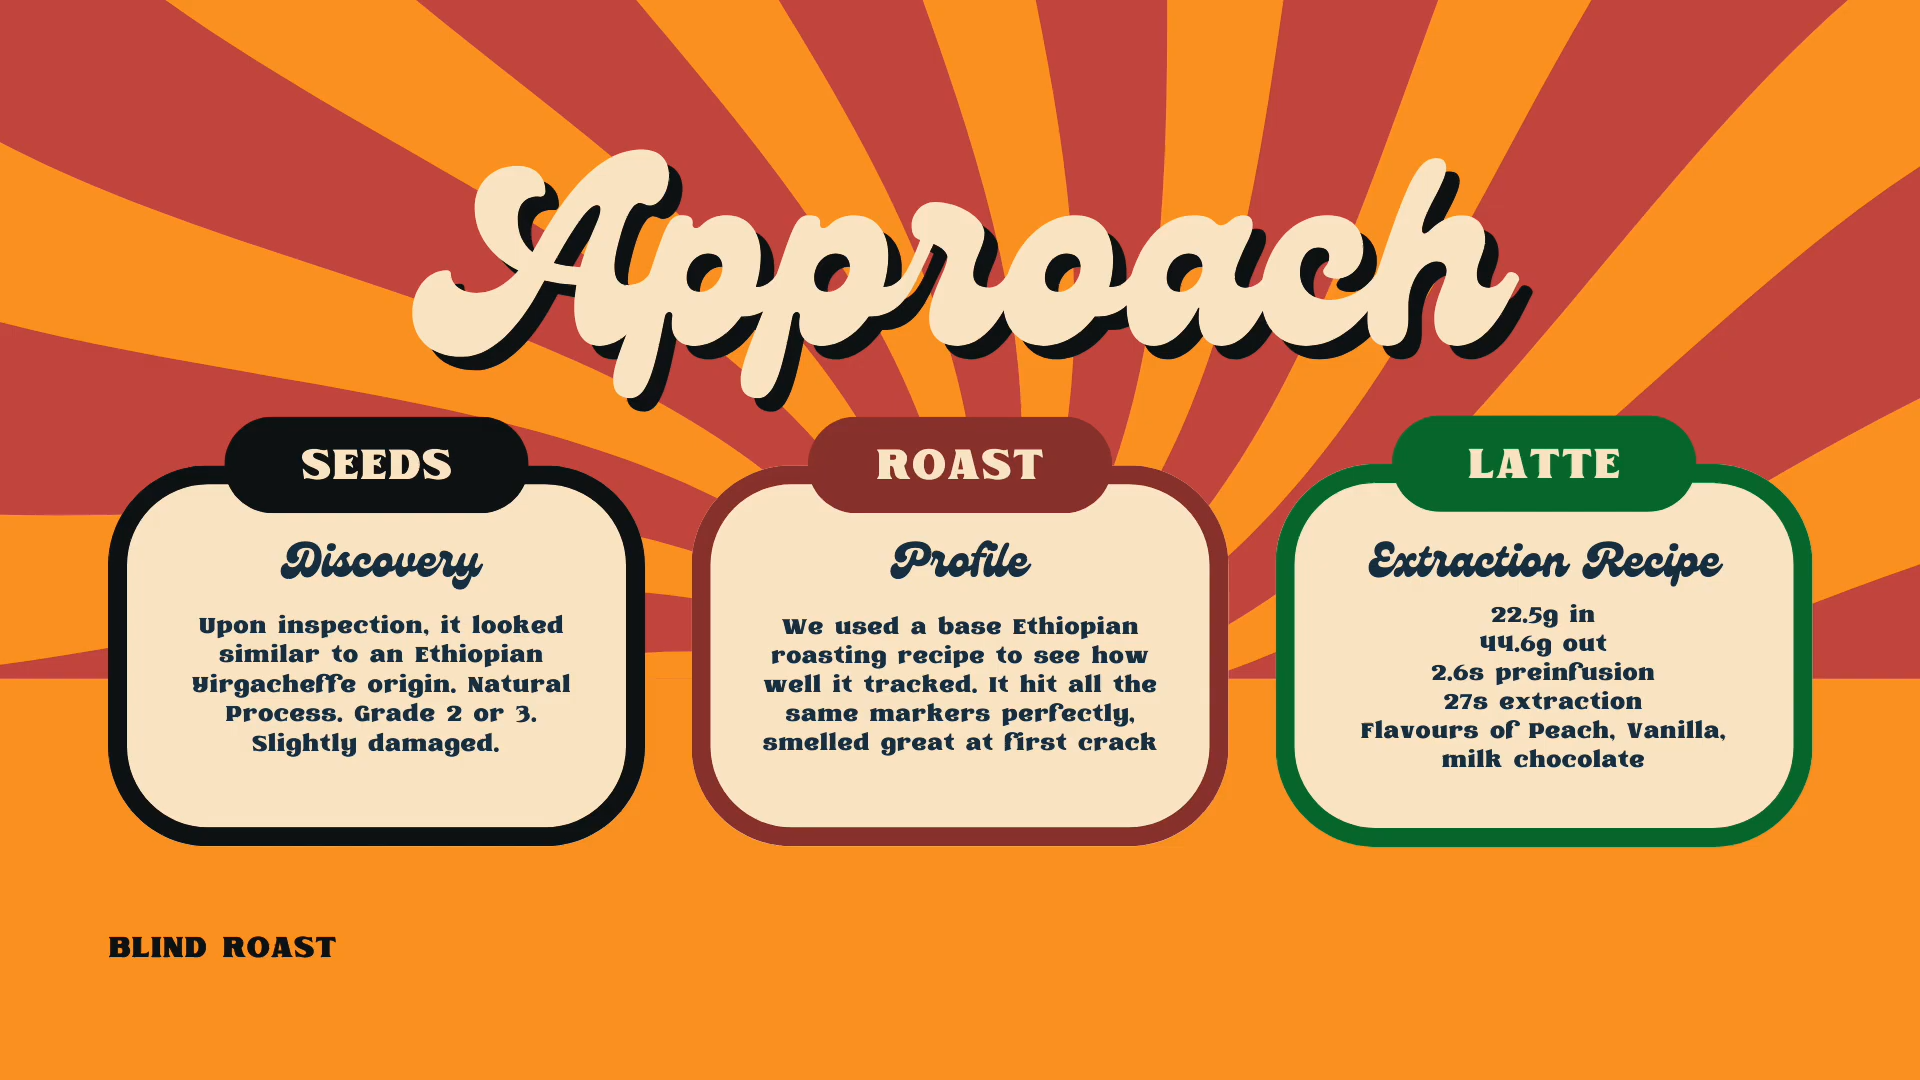 Approach
SEEDS
Discovery
Upon inspection, it looked
similar to an Ethiopian
Yirgacheffe origin. Natural
Process. Grade 2 or 3.
Slightly damaged.
ROAST
Profile
We used a base Ethiopian
roasting recipe to see how
well it tracked. It hit all the
same markers perfectly,
smelled great at first crack
LATTE
Extraction Recipe
22.5g in
44.6g out
2.6s preinfusion
27s extraction
Flavours of Peach, Vanilla,
milk chocolate
BLIND ROAST